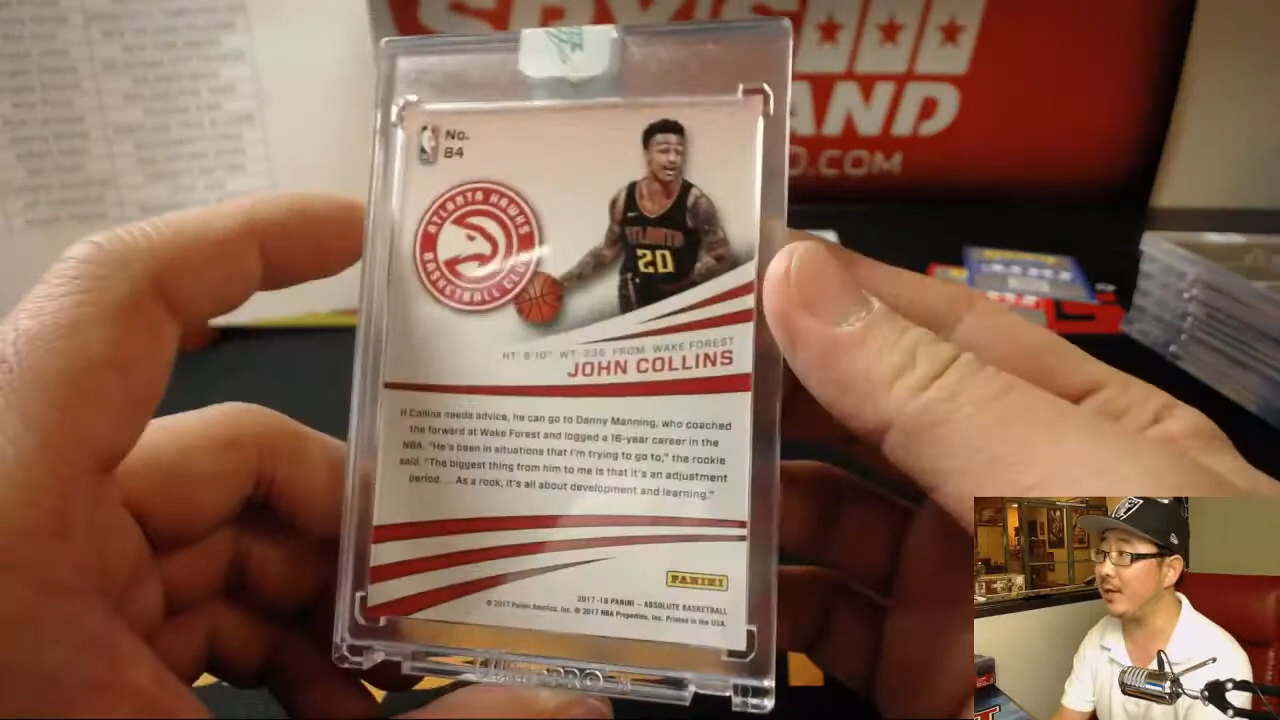 SPY'S
AND
O.COM
No.
84
ATLANTA HAWKS
BASKETBALL CLUB
ATLANTA
20
HT: 6'10" WT: 235 FROM: WAKE FOREST
JOHN COLLINS
If Collins needs advice, he can go to Danny Manning, who coached
the forward at Wake Forest and logged a 16-year career in the
NBA. "He's been in situations that I'm trying to go to," the rookie
said. "The biggest thing from him to me is that it's an adjustment
period. ... As a rook, it's all about development and learning."
PANINI
2017-18 PANINI – ABSOLUTE BASKETBALL
© 2017 Panini America, Inc. © 2017 NBA Properties, Inc. Printed in the USA.
ULTRA PRO